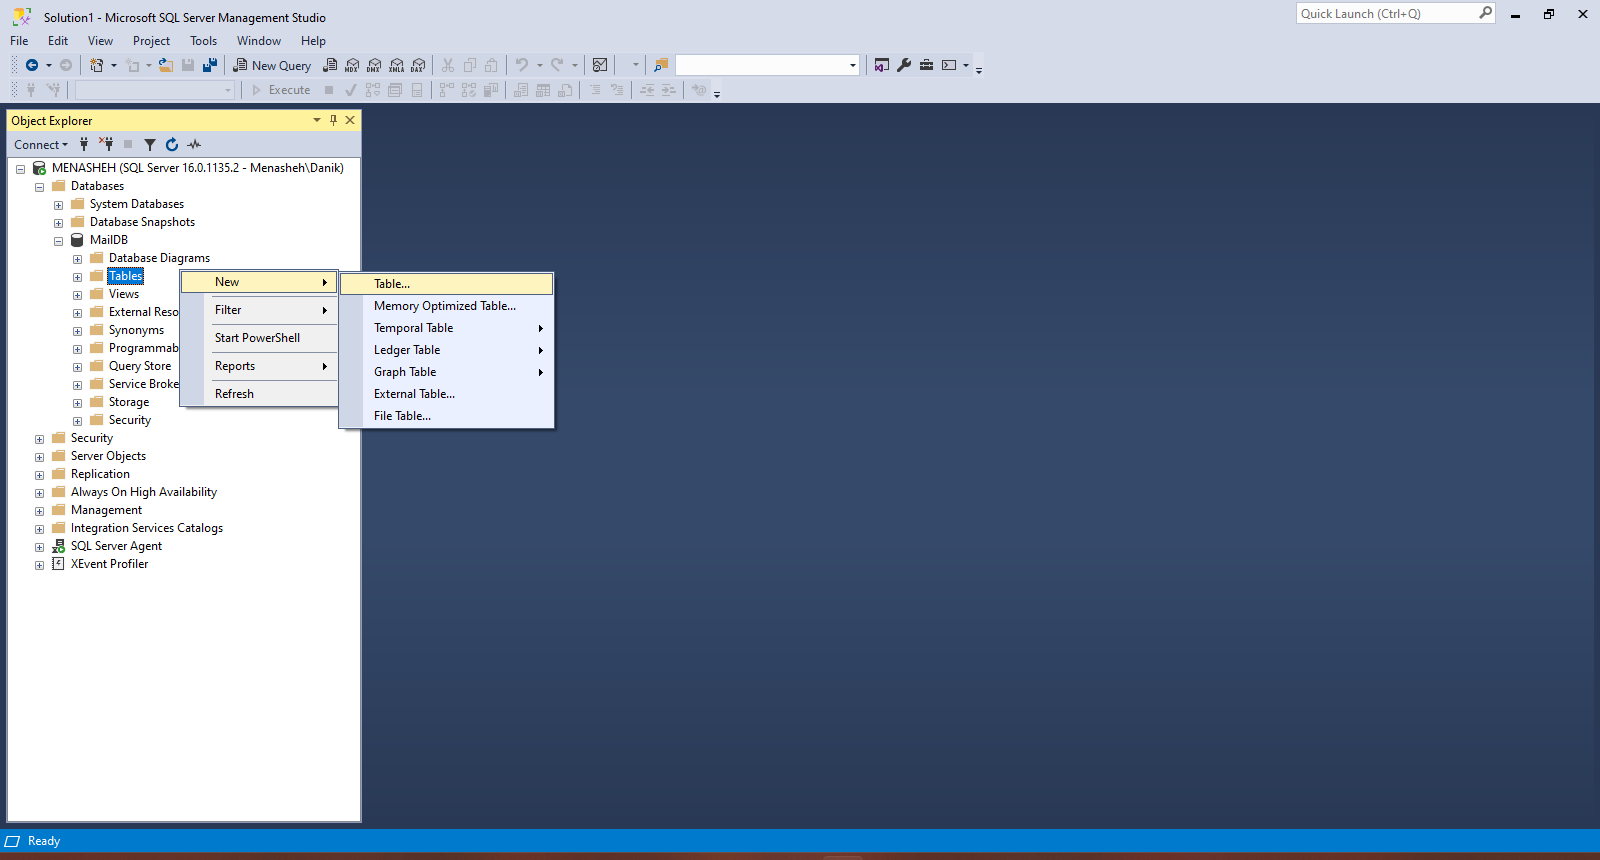 Solution1 - Microsoft SQL Server Management Studio
Quick Launch (Ctrl+Q)
File Edit View Project Tools Window Help
New Query MDX DMX XMLA DAX
Execute
Object Explorer
Connect
MENASHEH (SQL Server 16.0.1135.2 - Menasheh\Danik)
Databases
System Databases
Database Snapshots
MailDB
Database Diagrams
Tables
Views
External Reso
Synonyms
Programmab
Query Store
Service Broke
Storage
Security
Security
Server Objects
Replication
Always On High Availability
Management
Integration Services Catalogs
SQL Server Agent
XEvent Profiler
New
Filter
Start PowerShell
Reports
Refresh
Table...
Memory Optimized Table...
Temporal Table
Ledger Table
Graph Table
External Table...
File Table...
Ready